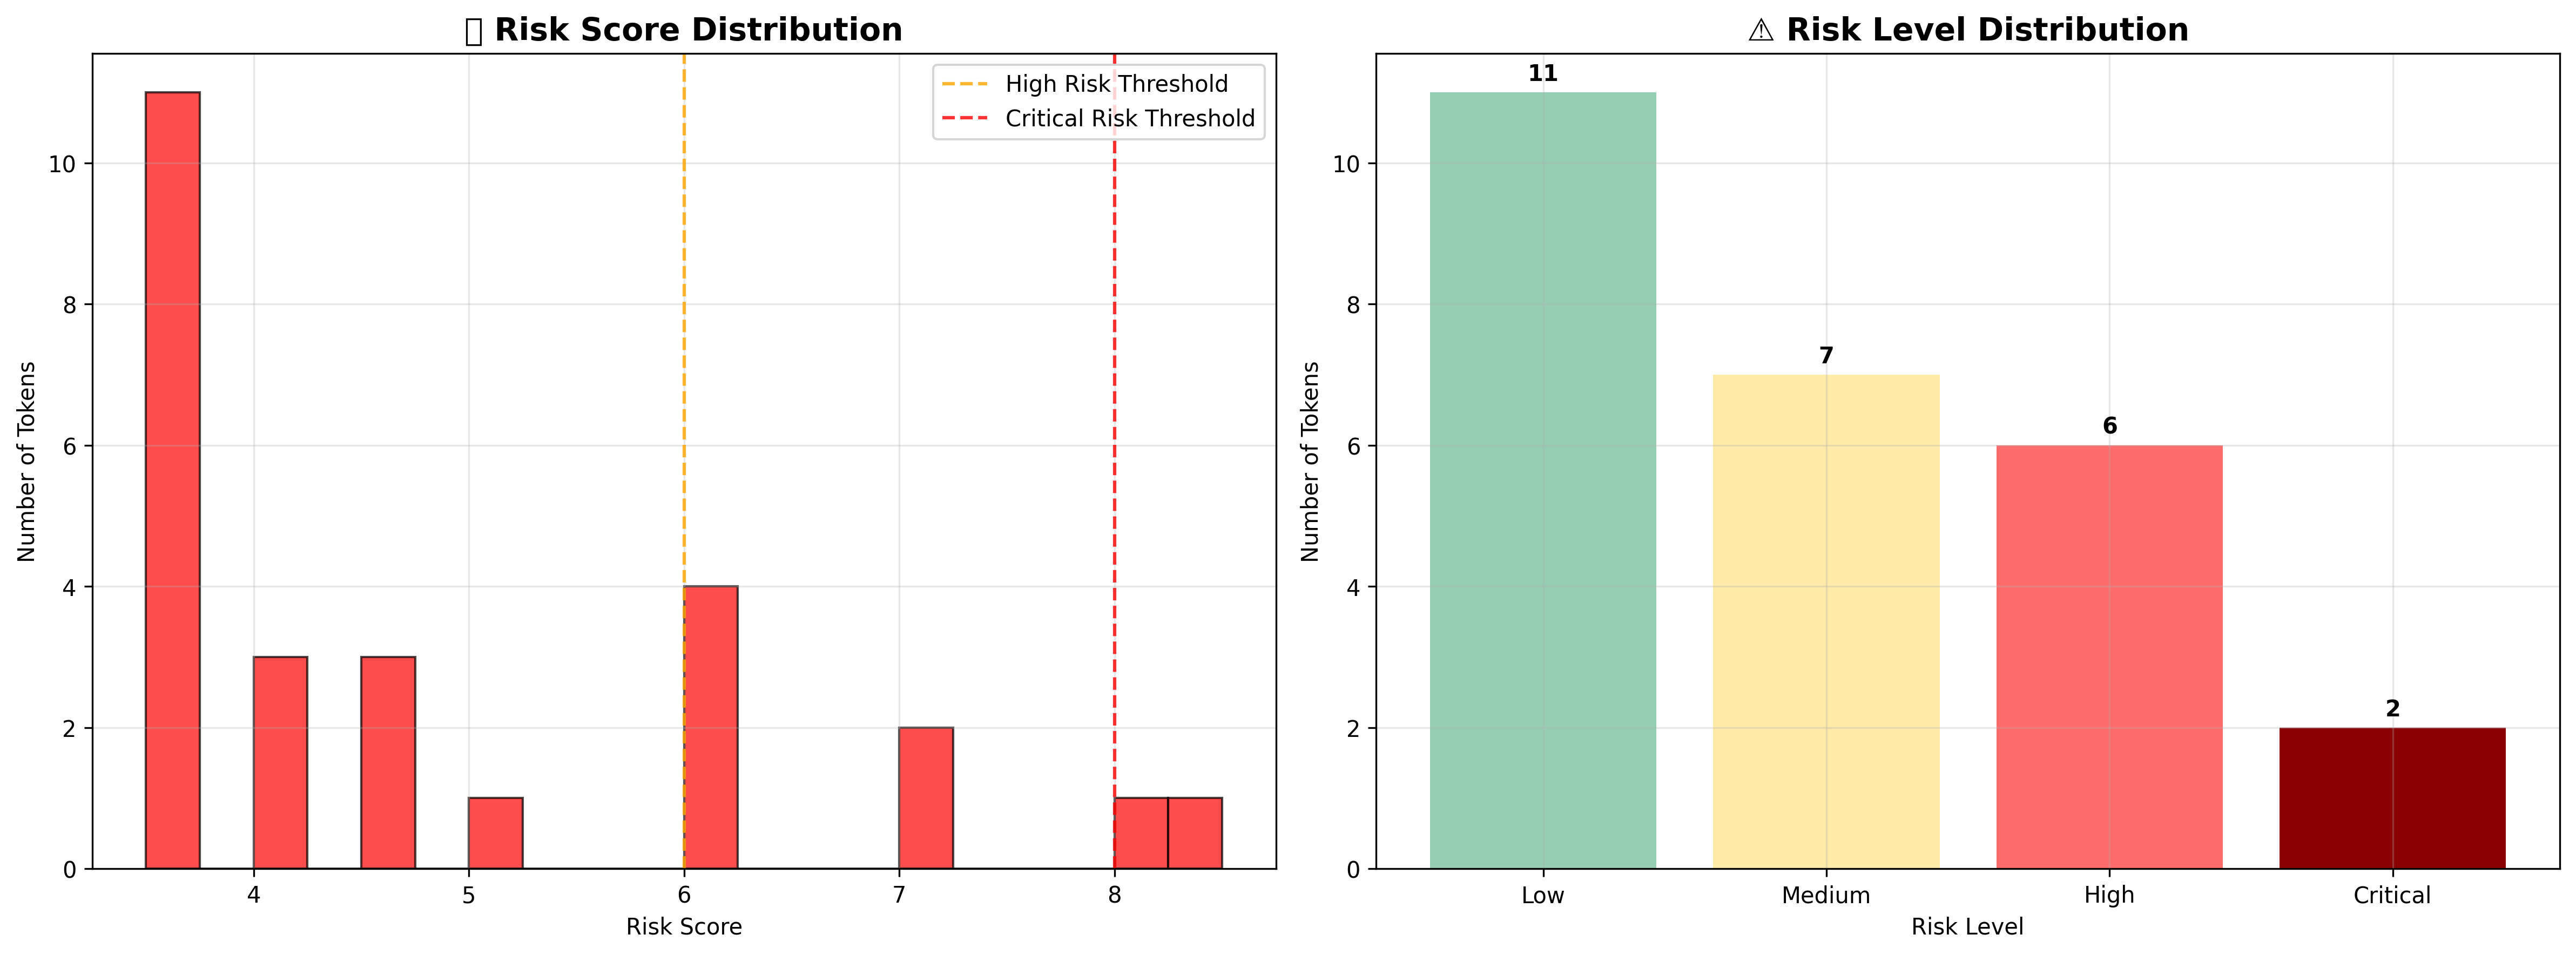 Risk Score Distribution
High Risk Threshold
Critical Risk Threshold
Number of Tokens
10
8
6
4
2
0
4 5 6 7 8
Risk Score
⚠ Risk Level Distribution
11
7
6
2
Number of Tokens
10
8
6
4
2
0
Low Medium High Critical
Risk Level